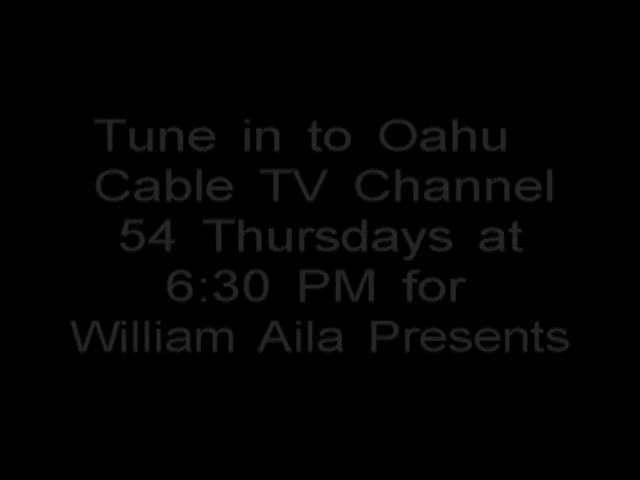 Tune in to Oahu
Cable TV Channel
54 Thursdays at
6:30 PM for
William Aila Presents